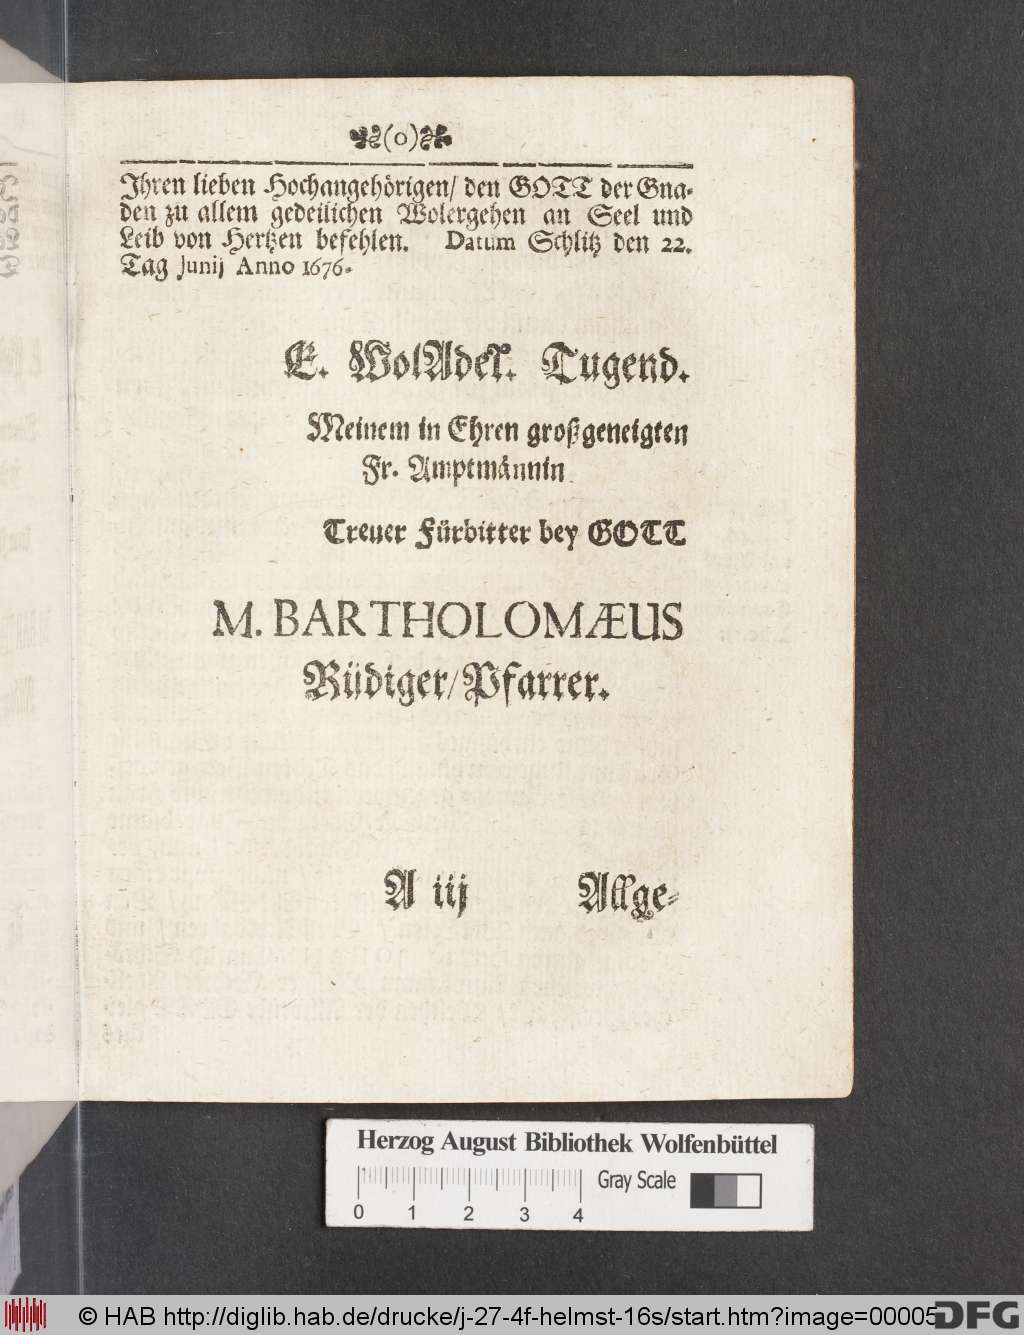 (o)
Ihren lieben Hochangehörigen/ den GOTT der Gna-
den zu allem gedeilichen Wolergehen an Seel und
Leib von Hertzen befehlen. Datum Schlitz den 22.
Tag Junij Anno 1676.
E. WolAdel. Tugend.
Meinem in Ehren großgeneigten
Fr. Amptmännin
Treuer Fürbitter bey GOTT
M. BARTHOLOMÆUS
Rüdiger/ Pfarrer.
A iij Allge-
Herzog August Bibliothek Wolfenbüttel
0 1 2 3 4 Gray Scale
© HAB http://diglib.hab.de/drucke/j-27-4f-helmst-16s/start.htm?image=00005
DFG